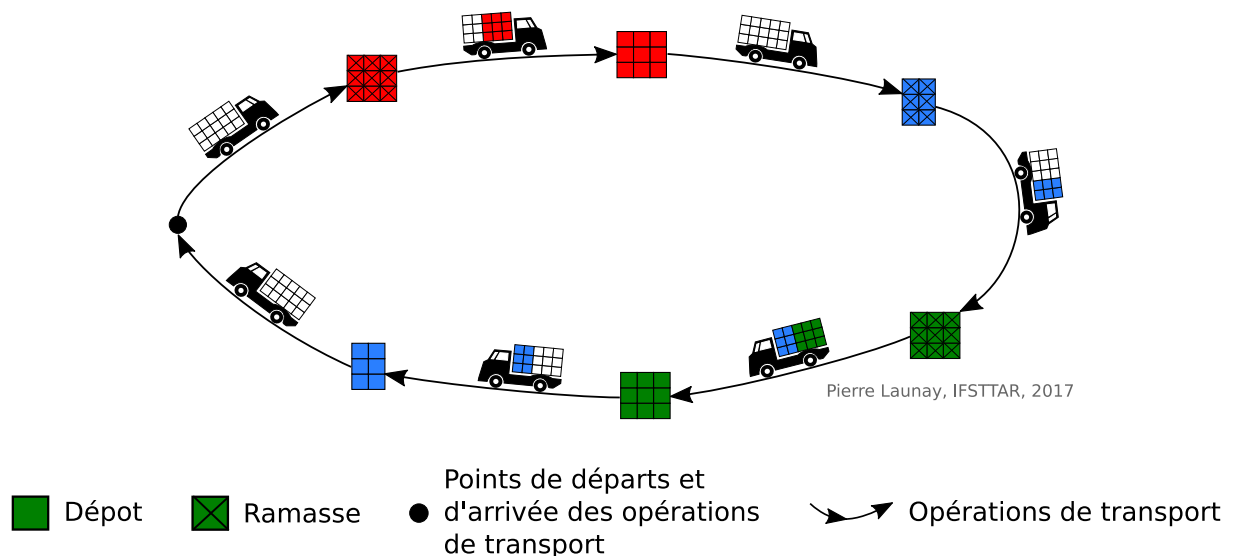 Pierre Launay, IFSTTAR, 2017
Dépot
Ramasse
Points de départs et
d'arrivée des opérations
de transport
Opérations de transport